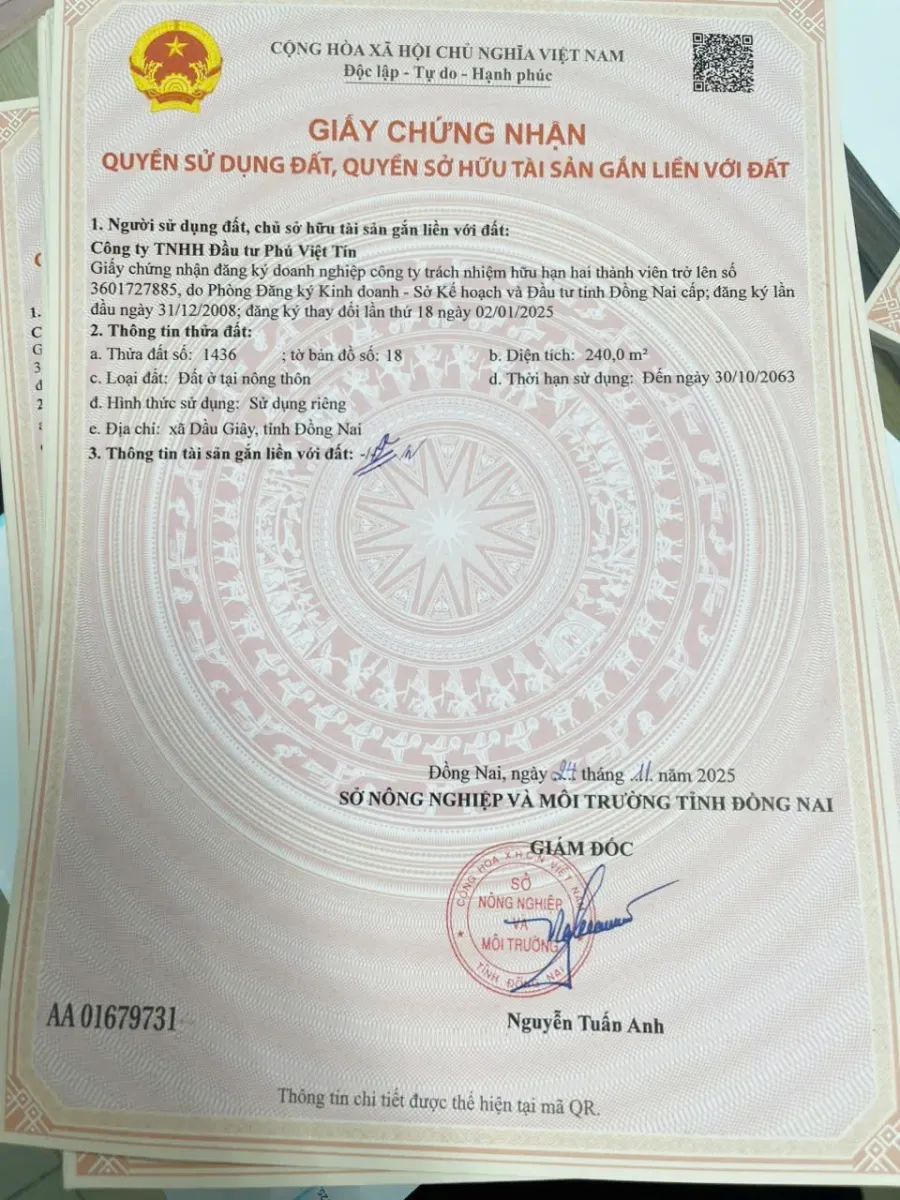 CỘNG HÒA XÃ HỘI CHỦ NGHĨA VIỆT NAM
Độc lập - Tự do - Hạnh phúc
GIẤY CHỨNG NHẬN
QUYỀN SỬ DỤNG ĐẤT, QUYỀN SỞ HỮU TÀI SẢN GẮN LIỀN VỚI ĐẤT
1. Người sử dụng đất, chủ sở hữu tài sản gắn liền với đất:
Công ty TNHH Đầu tư Phú Việt Tín
Giấy chứng nhận đăng ký doanh nghiệp công ty trách nhiệm hữu hạn hai thành viên trở lên số
3601727885, do Phòng Đăng ký Kinh doanh - Sở Kế hoạch và Đầu tư tỉnh Đồng Nai cấp; đăng ký lần
đầu ngày 31/12/2008; đăng ký thay đổi lần thứ 18 ngày 02/01/2025
2. Thông tin thửa đất:
a. Thửa đất số: 1436 ; tờ bản đồ số: 18 b. Diện tích: 240,0 m²
c. Loại đất: Đất ở tại nông thôn d. Thời hạn sử dụng: Đến ngày 30/10/2063
đ. Hình thức sử dụng: Sử dụng riêng
e. Địa chỉ: xã Dầu Giây, tỉnh Đồng Nai
3. Thông tin tài sản gắn liền với đất: -/-
Đồng Nai, ngày tháng 11 năm 2025
SỞ NÔNG NGHIỆP VÀ MÔI TRƯỜNG TỈNH ĐỒNG NAI
GIÁM ĐỐC
CỘNG HÒA X.H.C.N VIỆT NAM
SỞ
NÔNG NGHIỆP
VÀ
MÔI TRƯỜNG
TỈNH ĐỒNG NAI
Nguyễn Tuấn Anh
AA 01679731
Thông tin chi tiết được thể hiện tại mã QR.